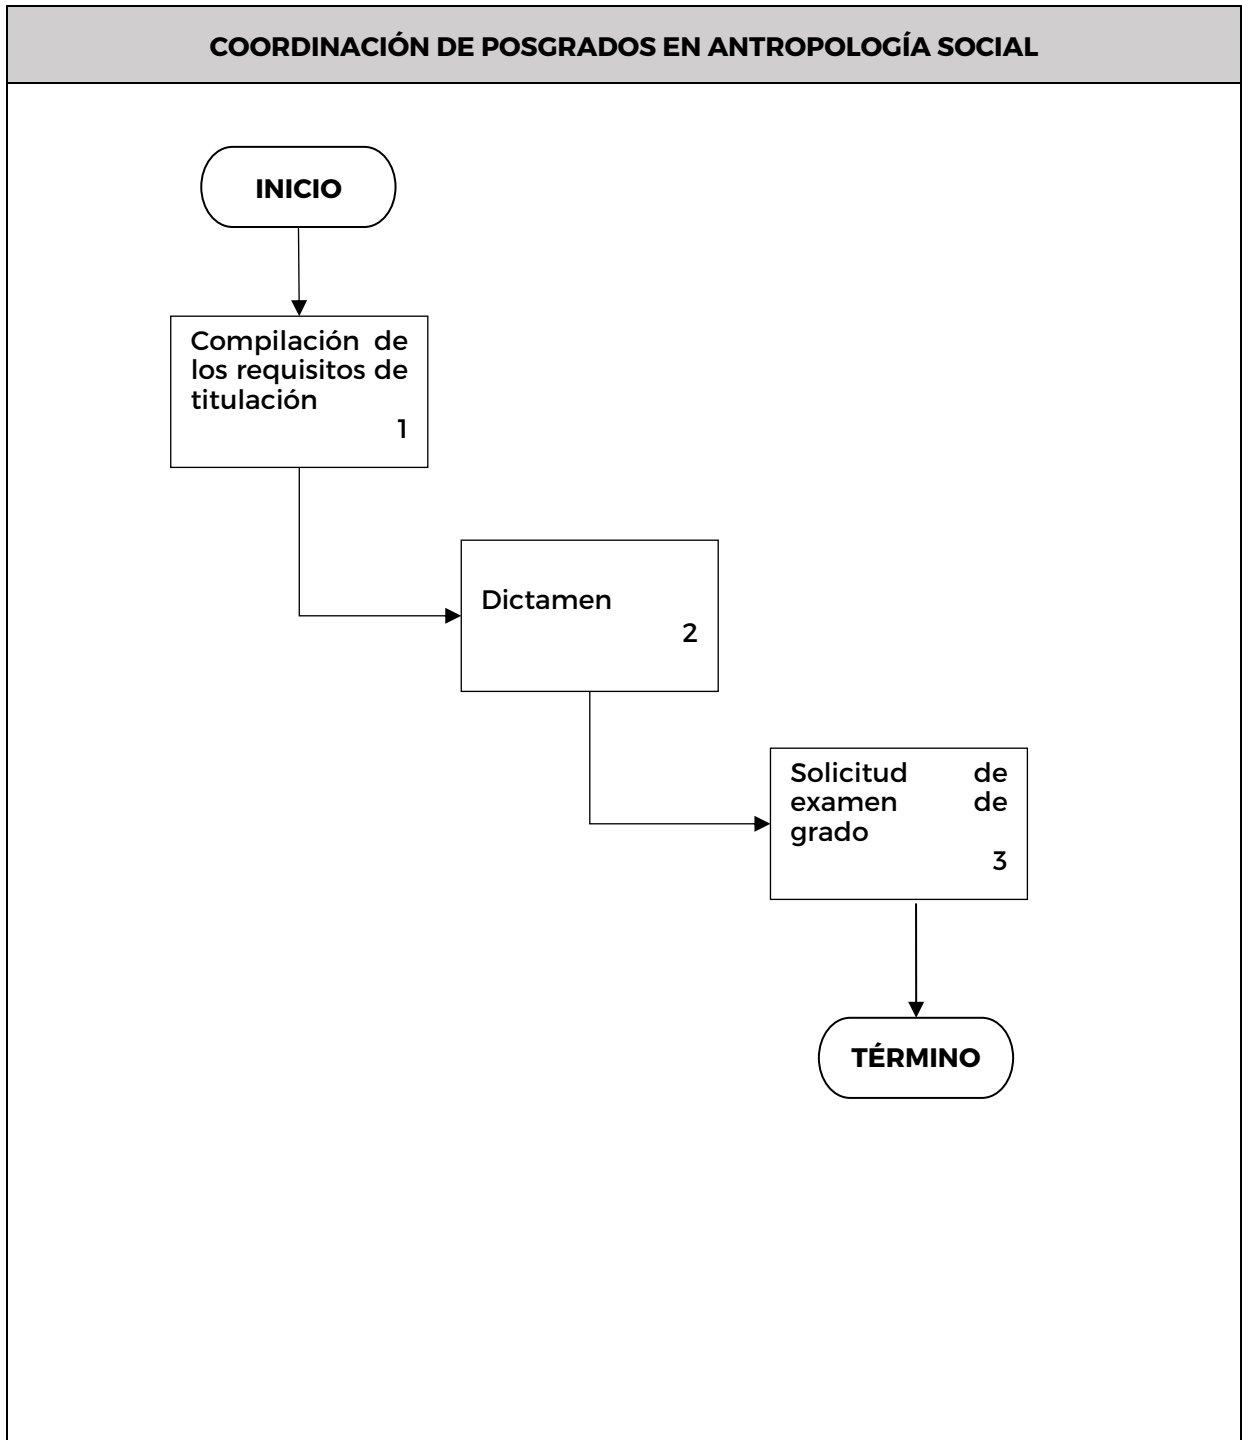 COORDINACIÓN DE POSGRADOS EN ANTROPOLOGÍA SOCIAL
INICIO
Compilación de
los requisitos de
titulación
1
Dictamen
2
Solicitud de
examen de
grado
3
TÉRMINO